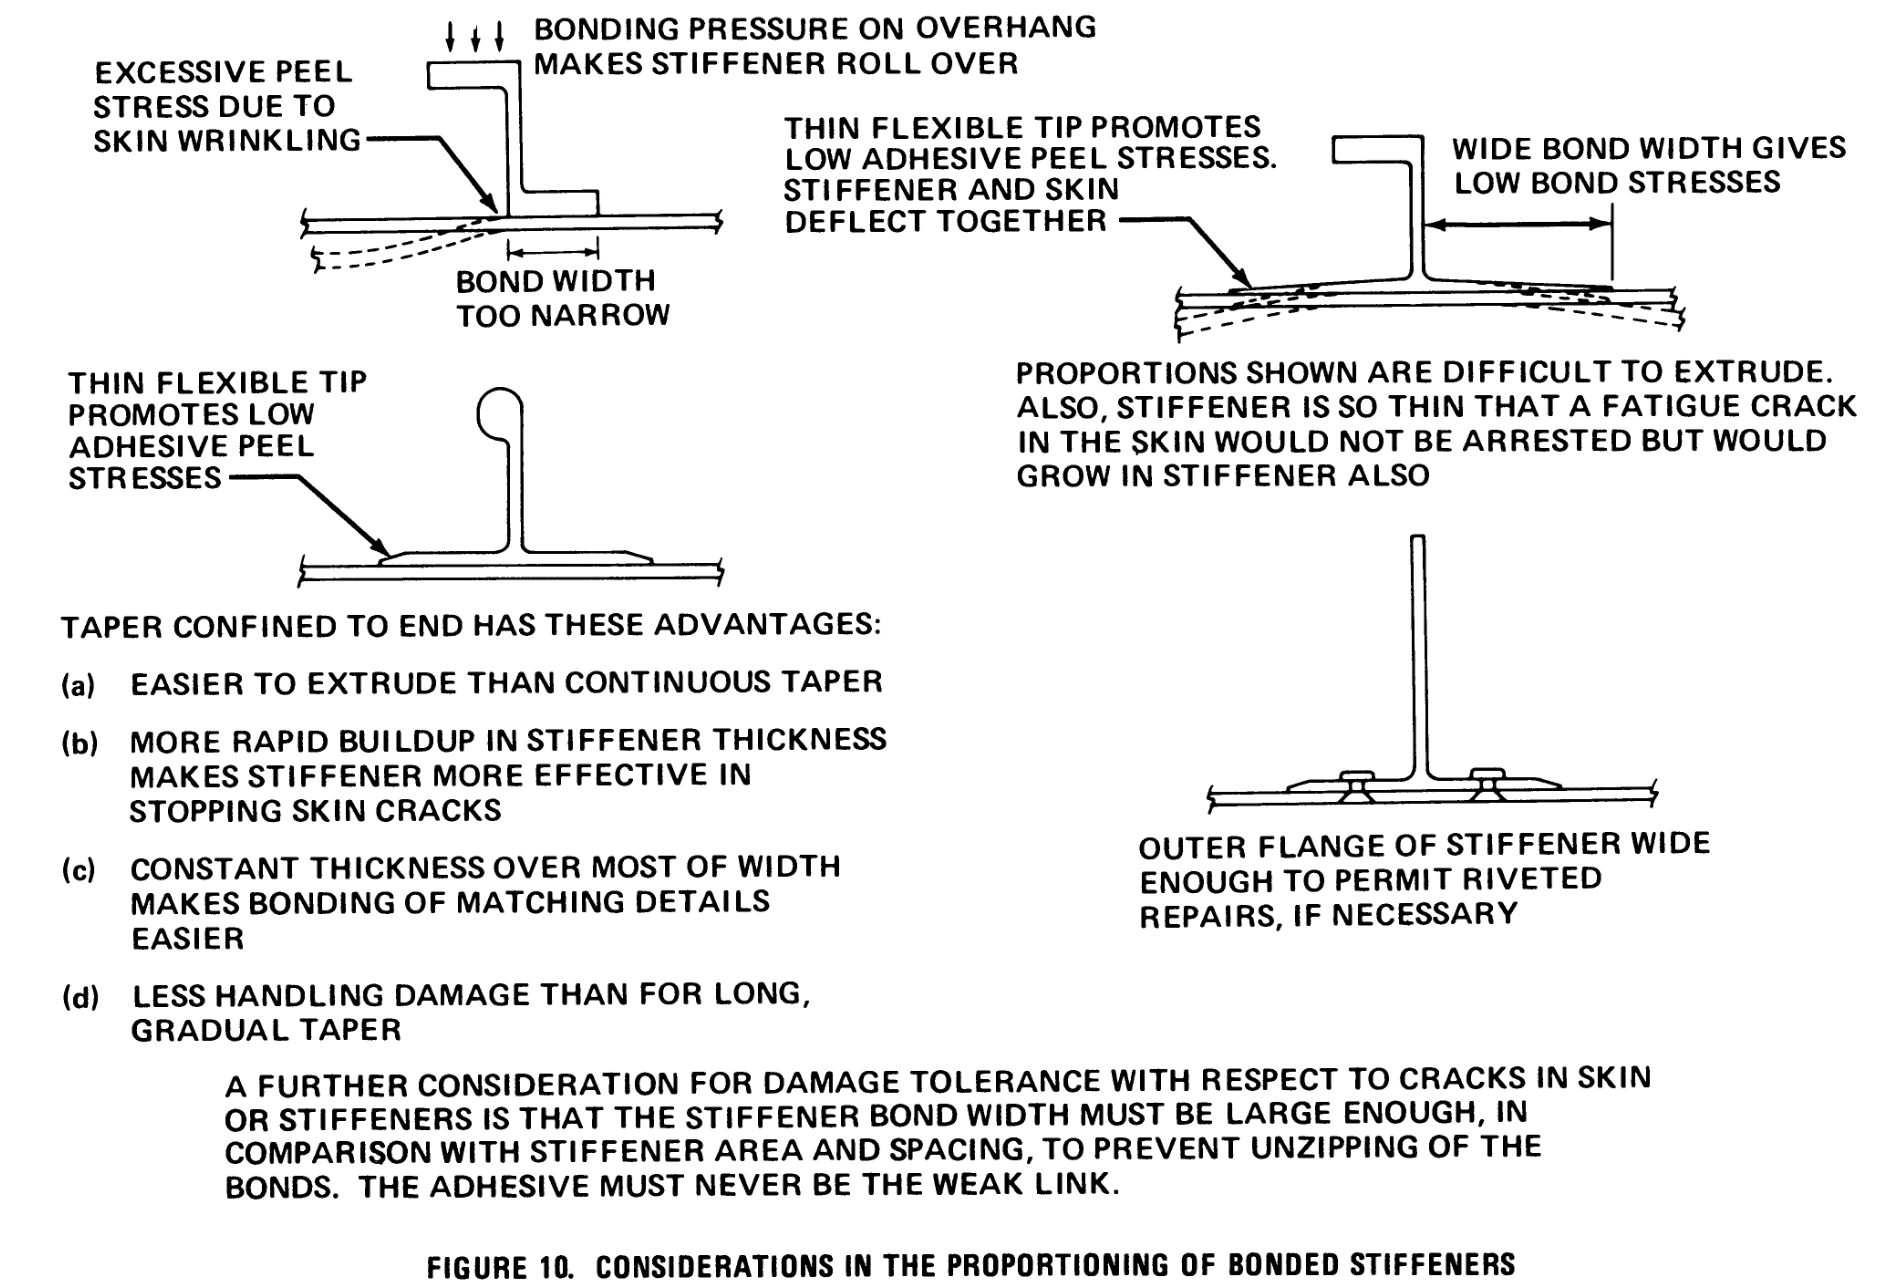 BONDING PRESSURE ON OVERHANG
MAKES STIFFENER ROLL OVER
EXCESSIVE PEEL
STRESS DUE TO
SKIN WRINKLING
BOND WIDTH
TOO NARROW
THIN FLEXIBLE TIP PROMOTES
LOW ADHESIVE PEEL STRESSES.
STIFFENER AND SKIN
DEFLECT TOGETHER
WIDE BOND WIDTH GIVES
LOW BOND STRESSES
PROPORTIONS SHOWN ARE DIFFICULT TO EXTRUDE.
ALSO, STIFFENER IS SO THIN THAT A FATIGUE CRACK
IN THE SKIN WOULD NOT BE ARRESTED BUT WOULD
GROW IN STIFFENER ALSO
THIN FLEXIBLE TIP
PROMOTES LOW
ADHESIVE PEEL
STRESSES
TAPER CONFINED TO END HAS THESE ADVANTAGES:
(a) EASIER TO EXTRUDE THAN CONTINUOUS TAPER
(b) MORE RAPID BUILDUP IN STIFFENER THICKNESS
MAKES STIFFENER MORE EFFECTIVE IN
STOPPING SKIN CRACKS
(c) CONSTANT THICKNESS OVER MOST OF WIDTH
MAKES BONDING OF MATCHING DETAILS
EASIER
(d) LESS HANDLING DAMAGE THAN FOR LONG,
GRADUAL TAPER
OUTER FLANGE OF STIFFENER WIDE
ENOUGH TO PERMIT RIVETED
REPAIRS, IF NECESSARY
A FURTHER CONSIDERATION FOR DAMAGE TOLERANCE WITH RESPECT TO CRACKS IN SKIN
OR STIFFENERS IS THAT THE STIFFENER BOND WIDTH MUST BE LARGE ENOUGH, IN
COMPARISON WITH STIFFENER AREA AND SPACING, TO PREVENT UNZIPPING OF THE
BONDS. THE ADHESIVE MUST NEVER BE THE WEAK LINK.
FIGURE 10. CONSIDERATIONS IN THE PROPORTIONING OF BONDED STIFFENERS